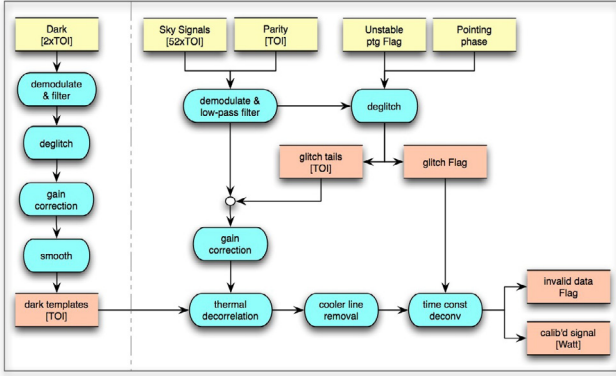 Dark
[2xTOI]
Sky Signals
[52xTOI]
Parity
[TOI]
Unstable
ptg Flag
Pointing
phase
demodulate
& filter
demodulate &
low-pass filter
deglitch
deglitch
glitch tails
[TOI]
glitch Flag
gain
correction
gain
correction
smooth
dark templates
[TOI]
thermal
decorrelation
cooler line
removal
time const
deconv
invalid data
Flag
calib'd signal
[Watt]